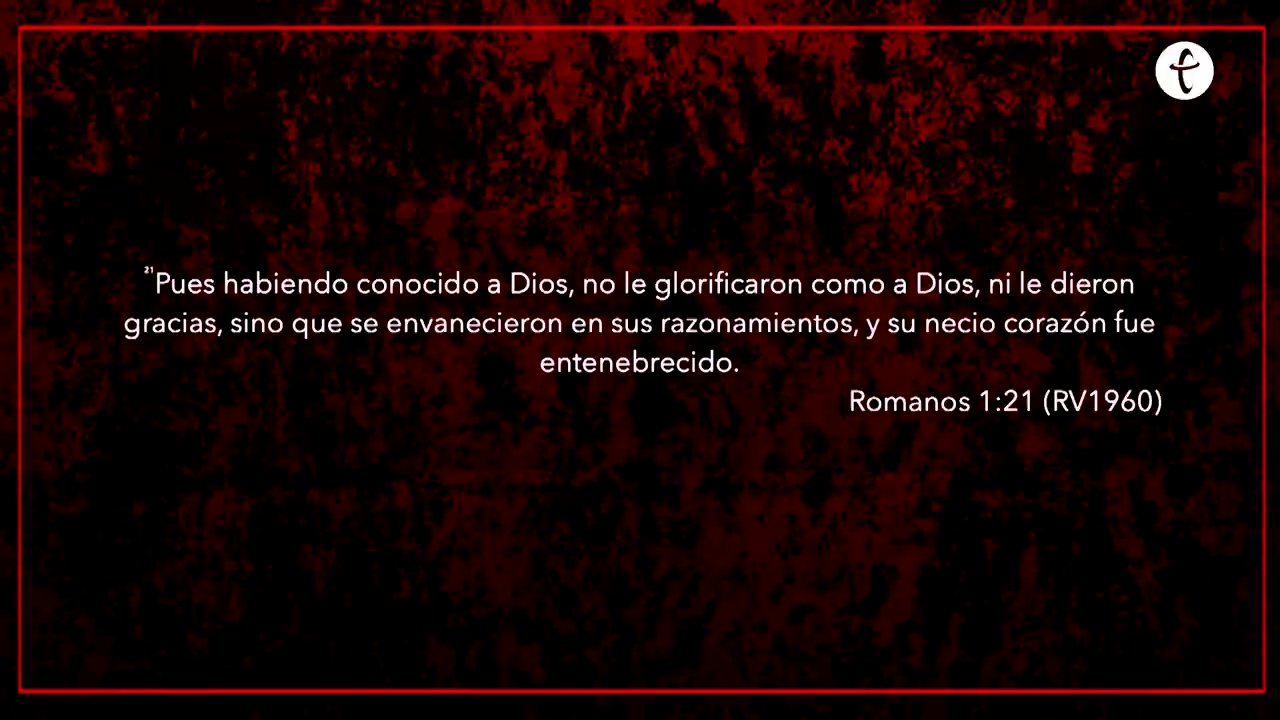 ²¹Pues habiendo conocido a Dios, no le glorificaron como a Dios, ni le dieron
gracias, sino que se envanecieron en sus razonamientos, y su necio corazón fue
entenebrecido.
Romanos 1:21 (RV1960)